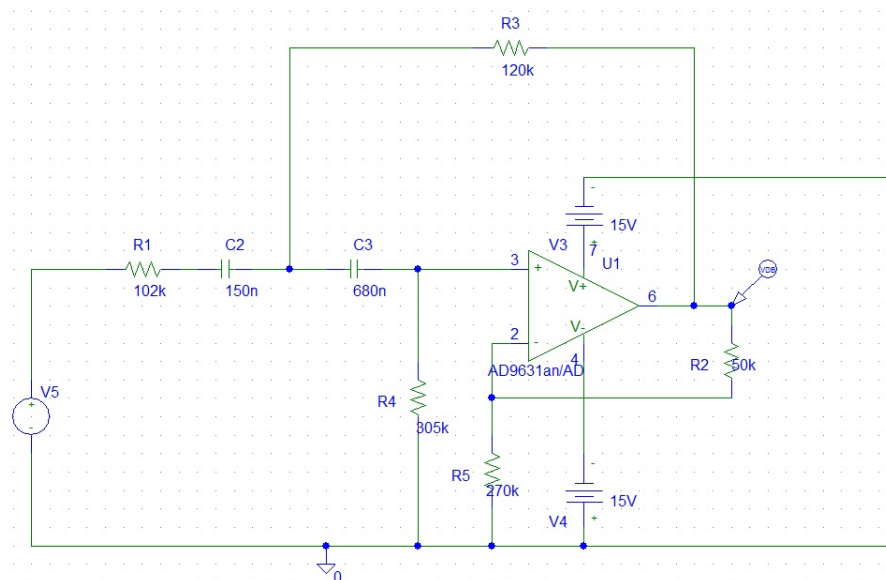 R3
120k
-
15V
+
V3
7
U1
R1
C2
C3
3
+
V+
102k
150n
680n
6
VDB
2
-
V-
4
AD9631an/AD
R2
50k
V5
+
-
R4
305k
R5
270k
-
15V
V4
+
0